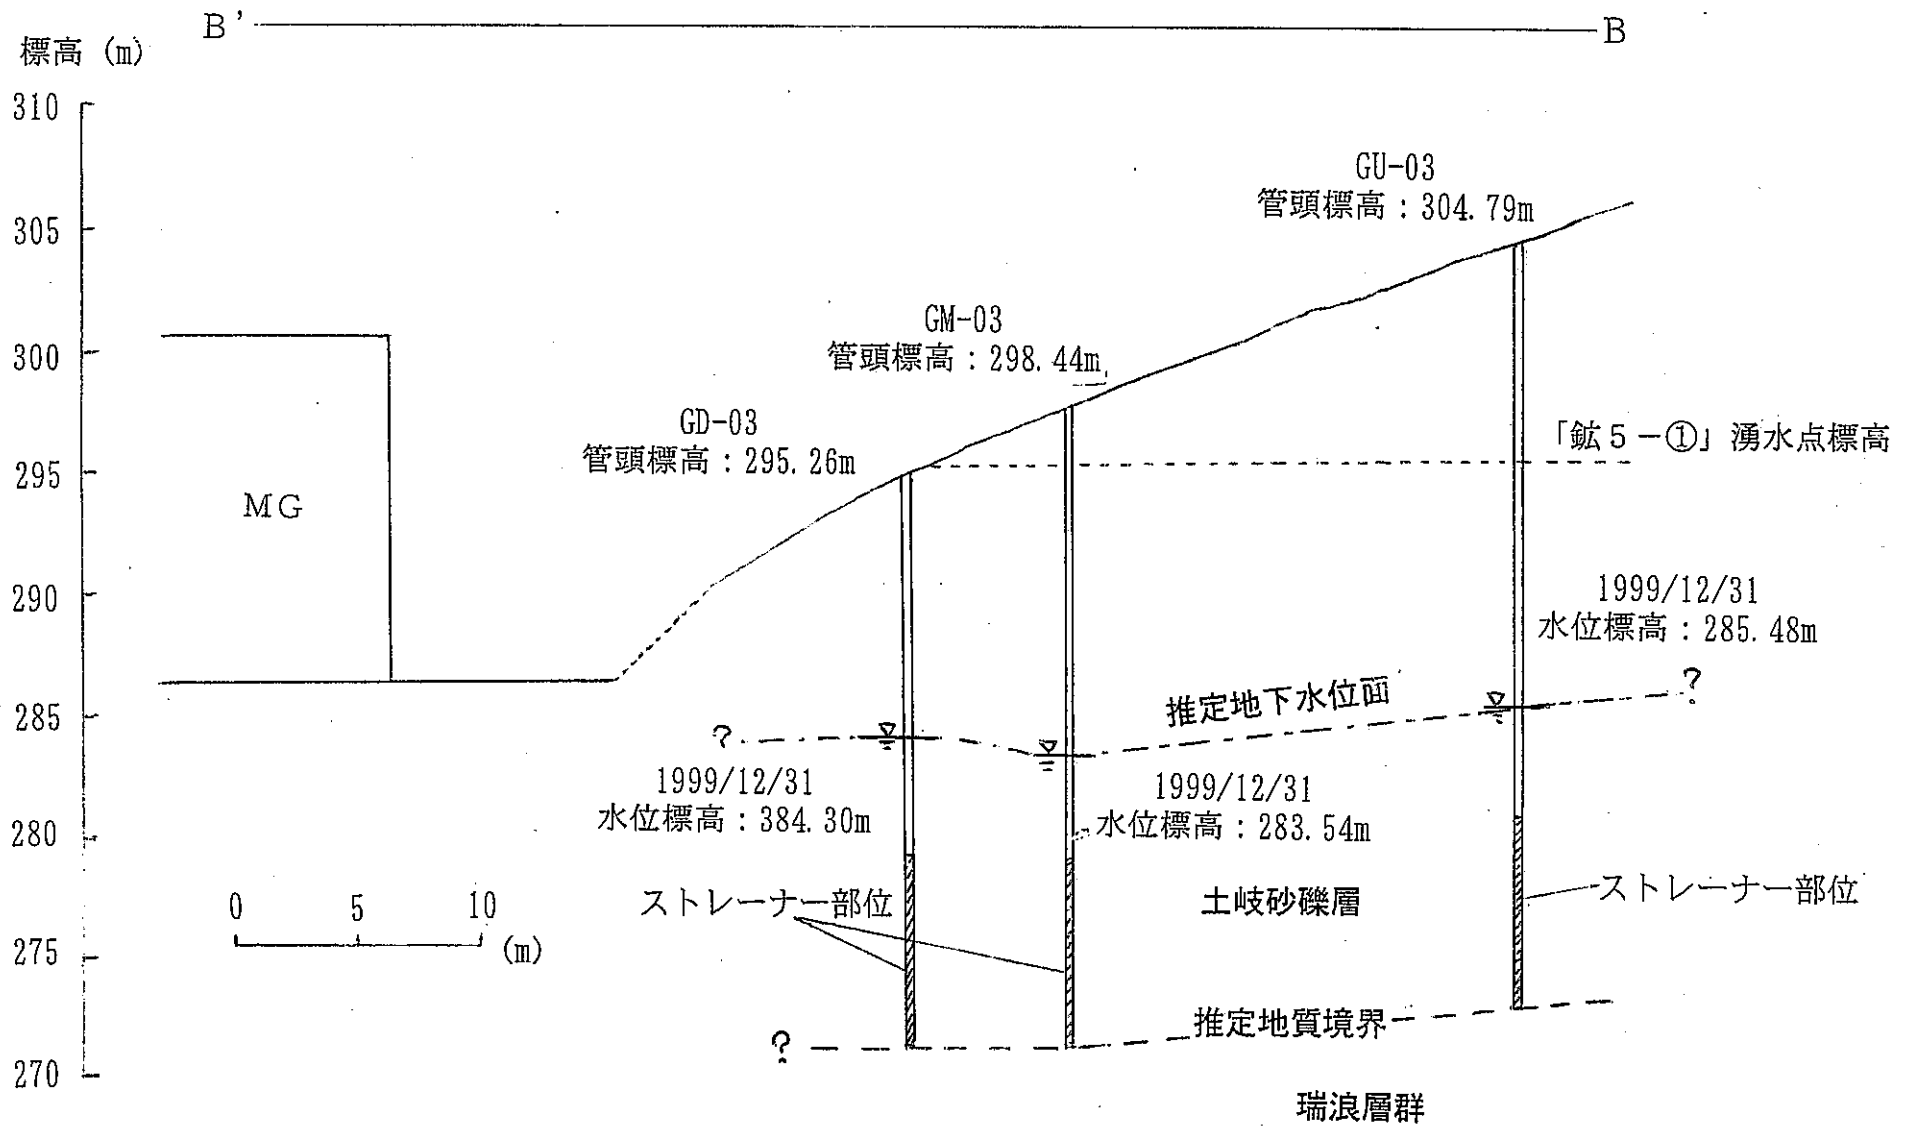 B’
B
標高 (m)
310
305
300
295
290
285
280
275
270
GU-03
管頭標高：304.79m
GM-03
管頭標高：298.44m
GD-03
管頭標高：295.26m
「鉱5－①」湧水点標高
MG
1999/12/31
水位標高：285.48m
推定地下水位面
?
?
1999/12/31
水位標高：384.30m
1999/12/31
水位標高：283.54m
0 5 10
(m)
ストレーナー部位
土岐砂礫層
ストレーナー部位
推定地質境界
?
瑞浪層群